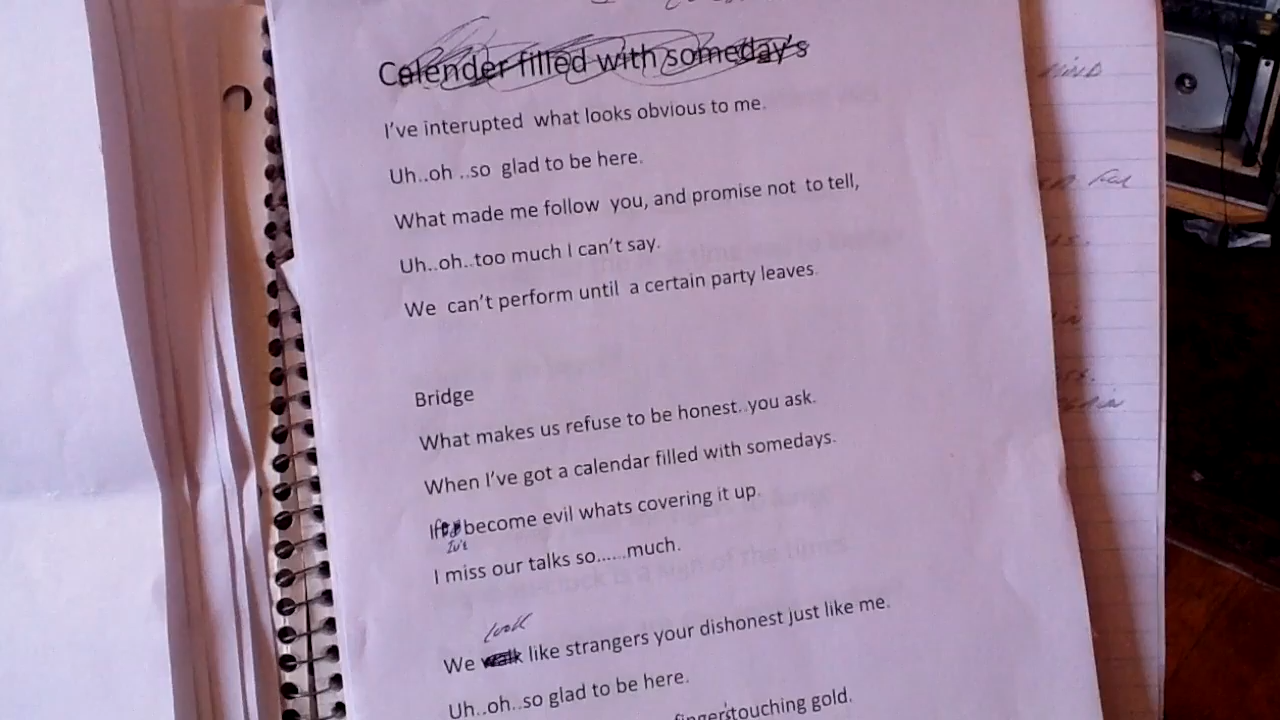 Calender filled with someday's
I've interupted what looks obvious to me.
Uh..oh ..so glad to be here.
What made me follow you, and promise not to tell,
Uh..oh..too much I can't say.
We can't perform until a certain party leaves.
Bridge
What makes us refuse to be honest..you ask.
When I've got a calendar filled with somedays.
become evil whats covering it up.
I miss our talks so......much.
look
We walk like strangers your dishonest just like me.
Uh..oh..so glad to be here.
fingerstouching gold.
MIND